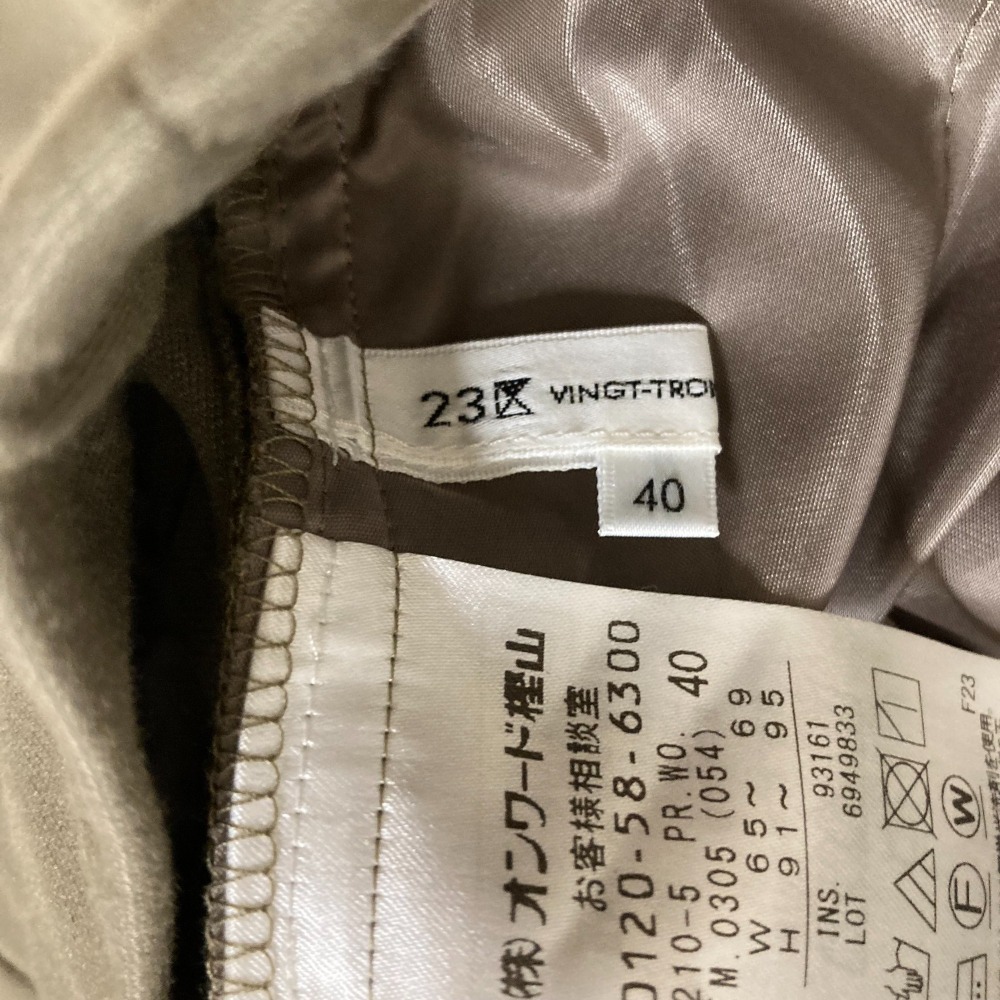 23区 VINGT-TROI
40
(株)オンワード樫山
お客様相談室
0120-58-6300
210-5 PR.WO. 40
M.0305 (054)
W 65~ 69
H 91~ 95
INS. 93161
LOT 6949833
W
F
F23